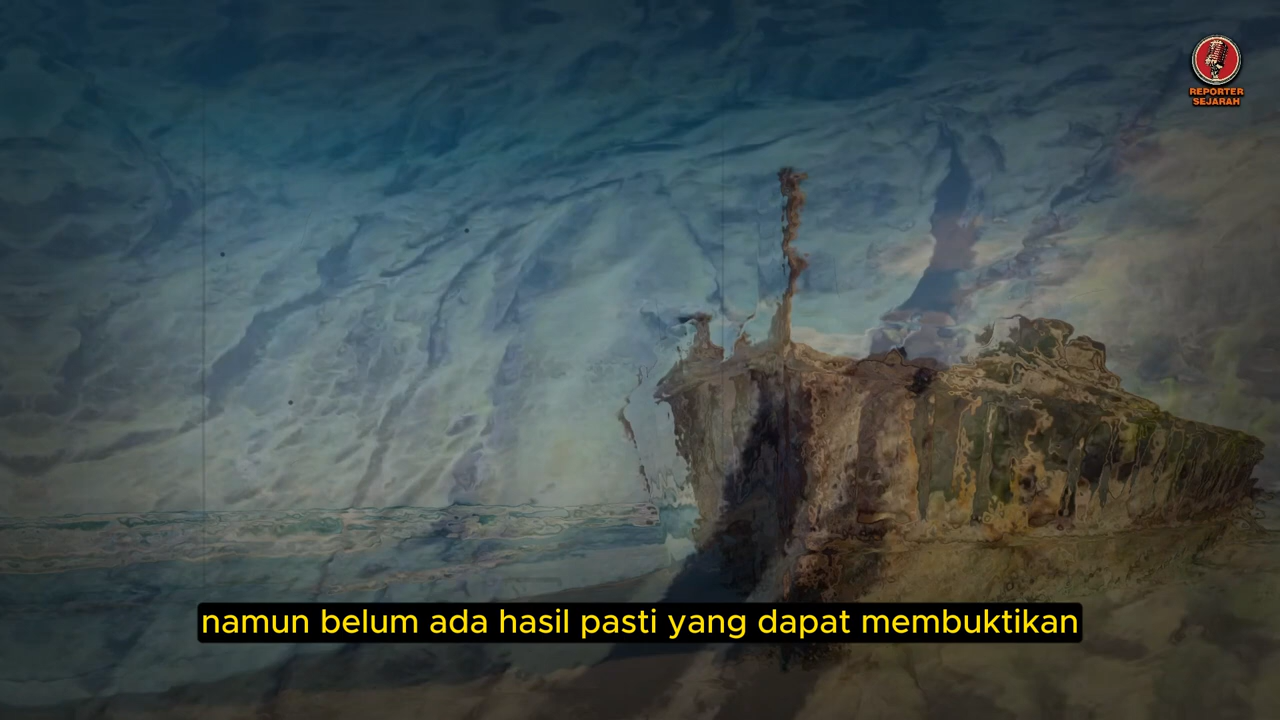 REPORTER
SEJARAH
namun belum ada hasil pasti yang dapat membuktikan